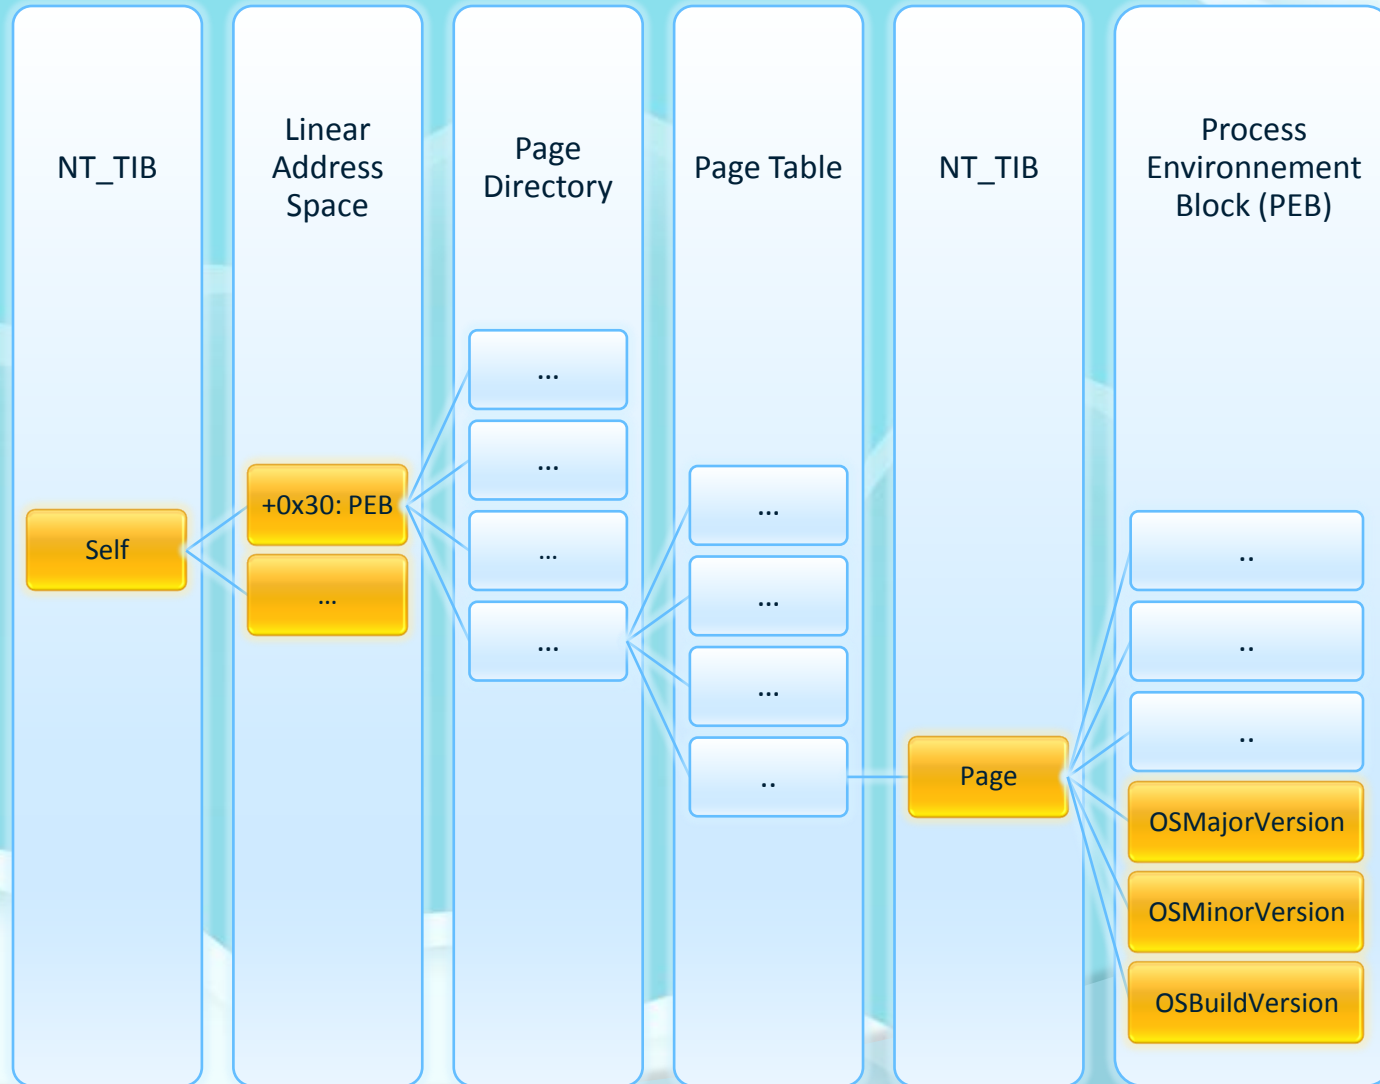 NT_TIB
Self
Linear
Address
Space
+0x30: PEB
...
Page
Directory
...
...
...
...
Page Table
...
...
...
..
NT_TIB
Page
Process
Environnement
Block (PEB)
..
..
..
OSMajorVersion
OSMinorVersion
OSBuildVersion